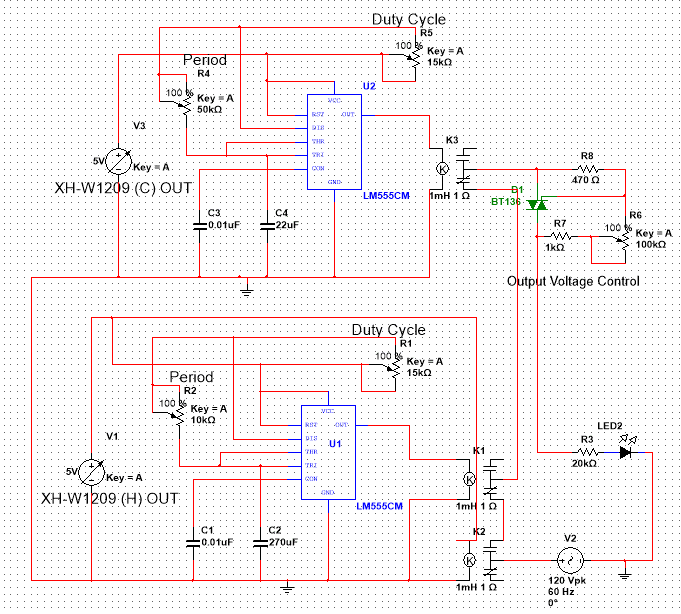 Duty Cycle
R5
100 %
Key = A
15kΩ
Period
R4
100 %
Key = A
50kΩ
U2
VCC
RST
OUT
DIS
THR
TRI
CON
GND
LM555CM
V3
5V
Key = A
XH-W1209 (C) OUT
C3
0.01uF
C4
22uF
K3
K
1mH 1 Ω
R8
470 Ω
B1
BT136
R7
1kΩ
R6
100 %
Key = A
100kΩ
Output Voltage Control
Duty Cycle
R1
100 %
Key = A
15kΩ
Period
R2
100 %
Key = A
10kΩ
VCC
RST
OUT
DIS
U1
THR
TRI
CON
GND
LM555CM
V1
5V
Key = A
XH-W1209 (H) OUT
C1
0.01uF
C2
270uF
K1
K
1mH 1 Ω
K2
K
1mH 1 Ω
LED2
R3
20kΩ
V2
120 Vpk
60 Hz
0°